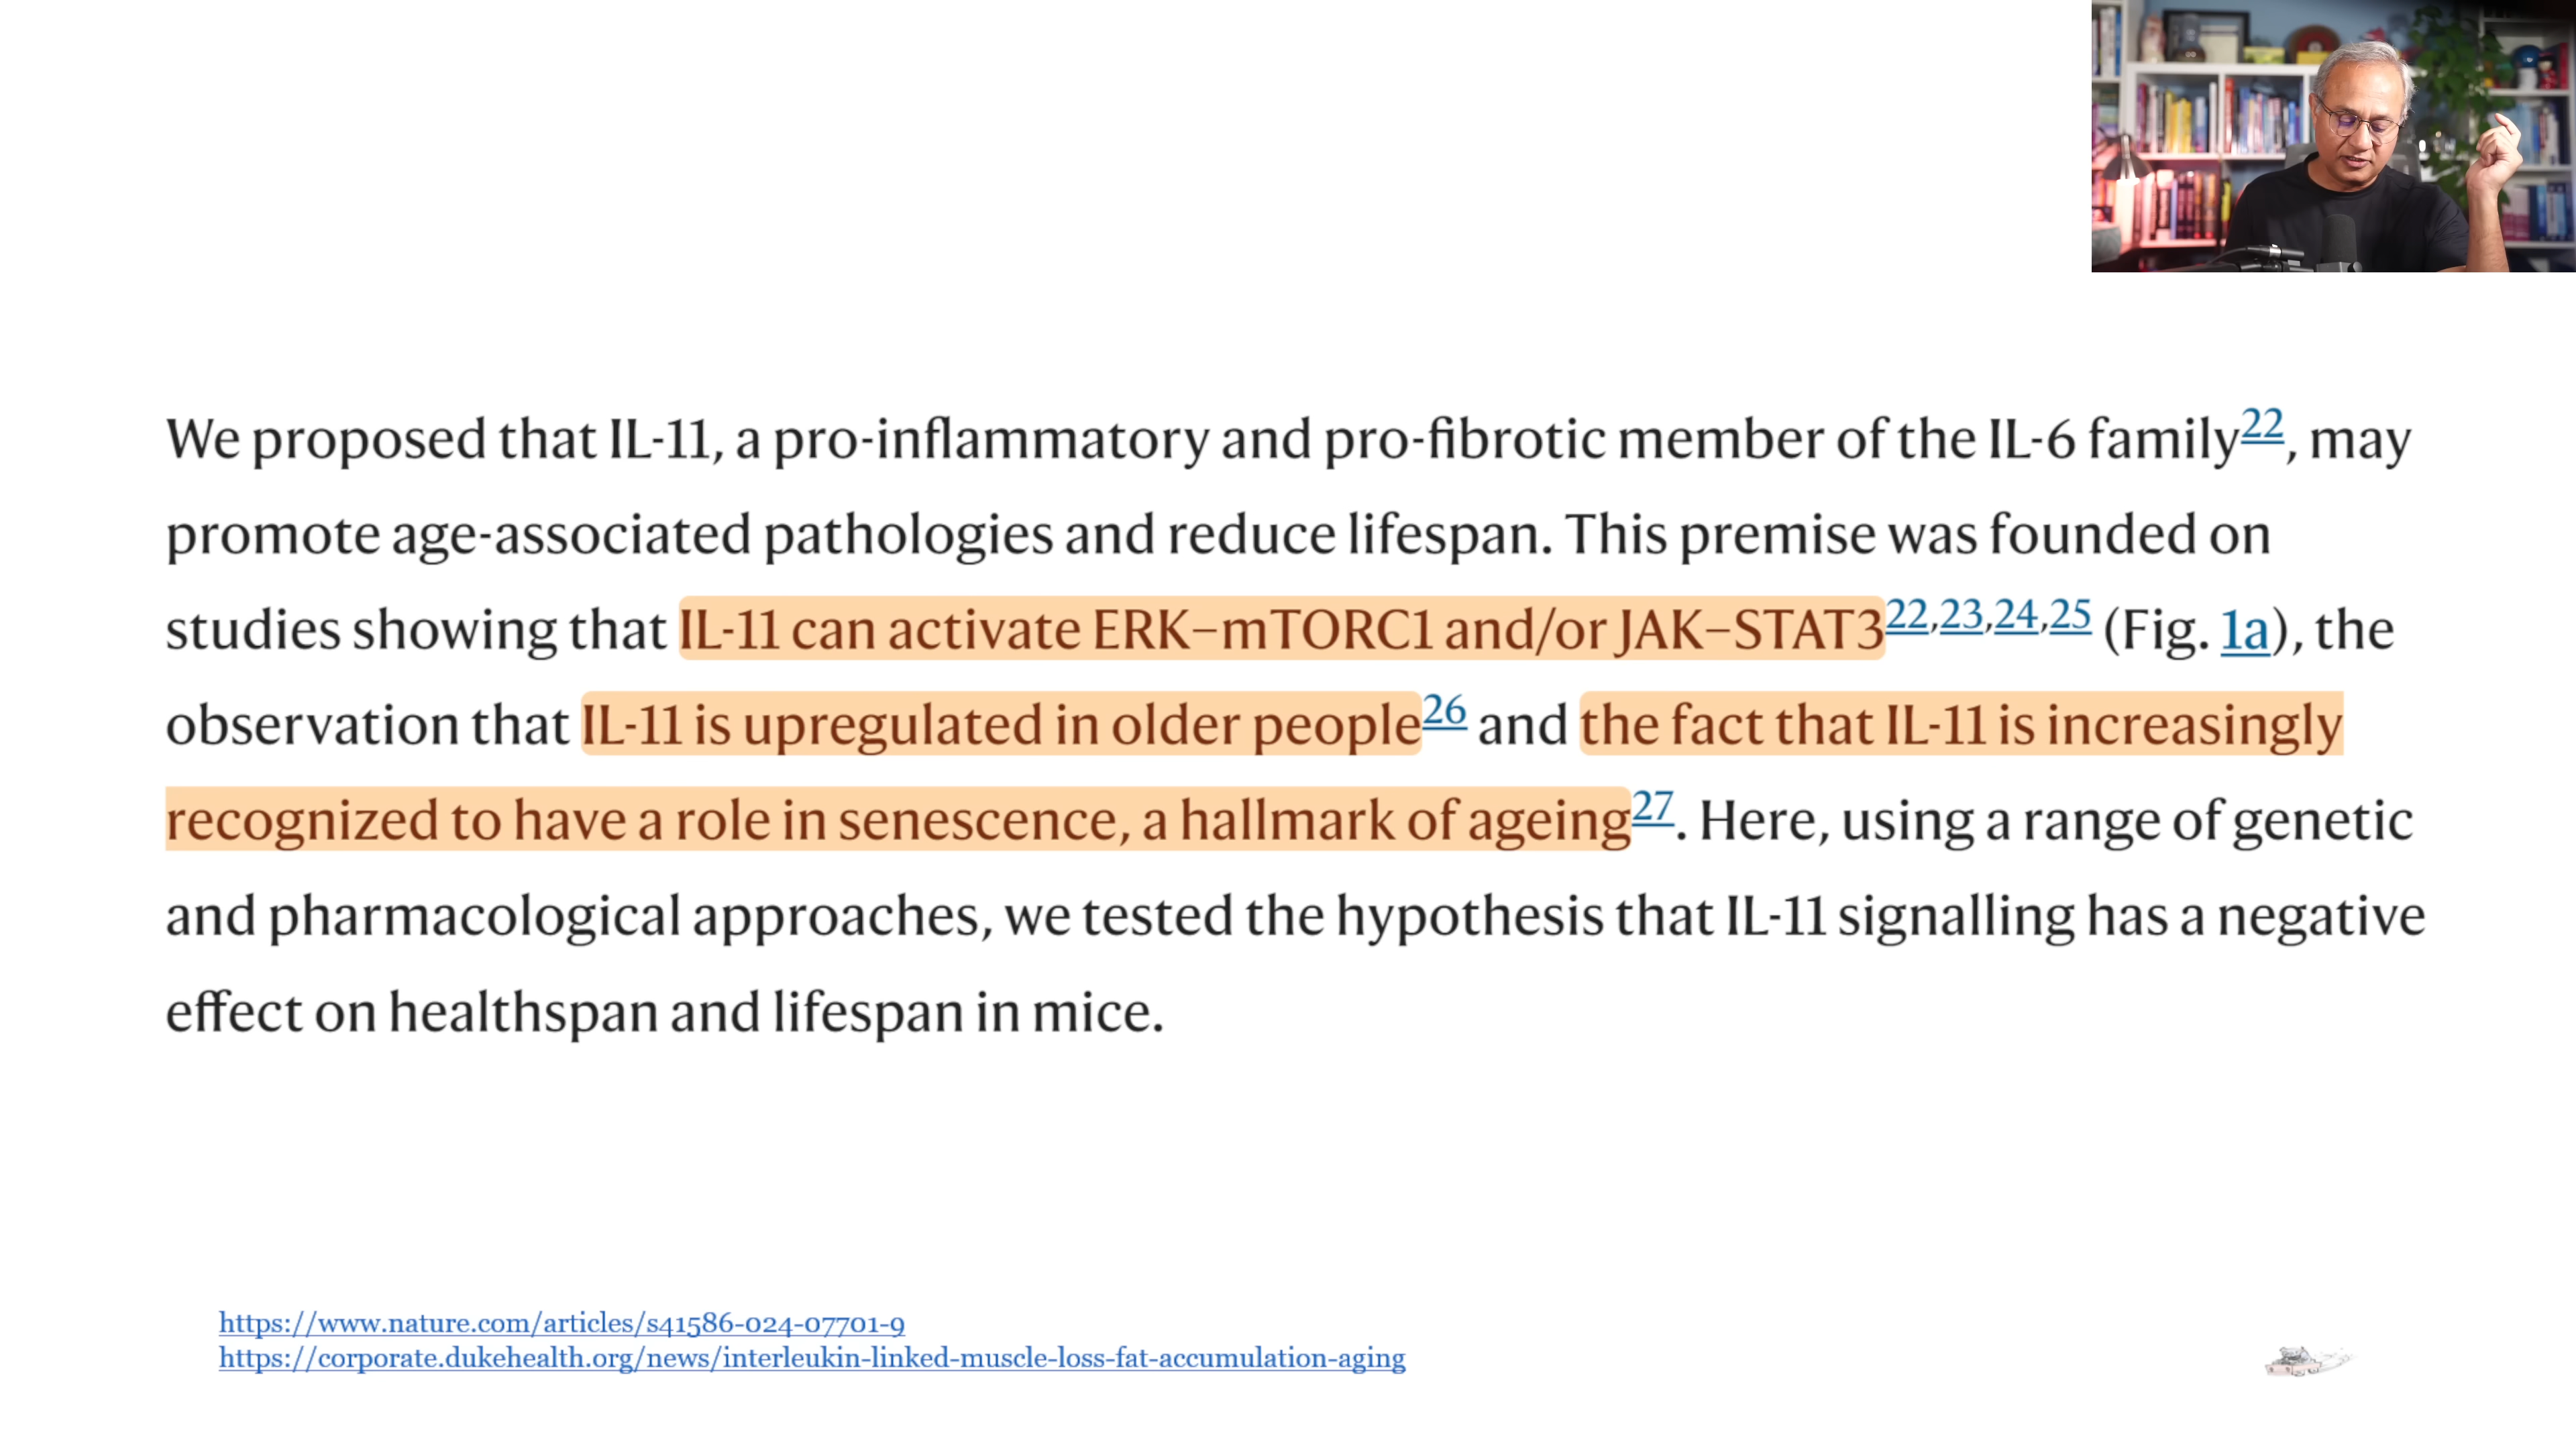 We proposed that IL-11, a pro-inflammatory and pro-fibrotic member of the IL-6 family22, may
promote age-associated pathologies and reduce lifespan. This premise was founded on
studies showing that IL-11 can activate ERK–mTORC1 and/or JAK–STAT322,23,24,25 (Fig. 1a), the
observation that IL-11 is upregulated in older people26 and the fact that IL-11 is increasingly
recognized to have a role in senescence, a hallmark of ageing27. Here, using a range of genetic
and pharmacological approaches, we tested the hypothesis that IL-11 signalling has a negative
effect on healthspan and lifespan in mice.
https://www.nature.com/articles/s41586-024-07701-9
https://corporate.dukehealth.org/news/interleukin-linked-muscle-loss-fat-accumulation-aging